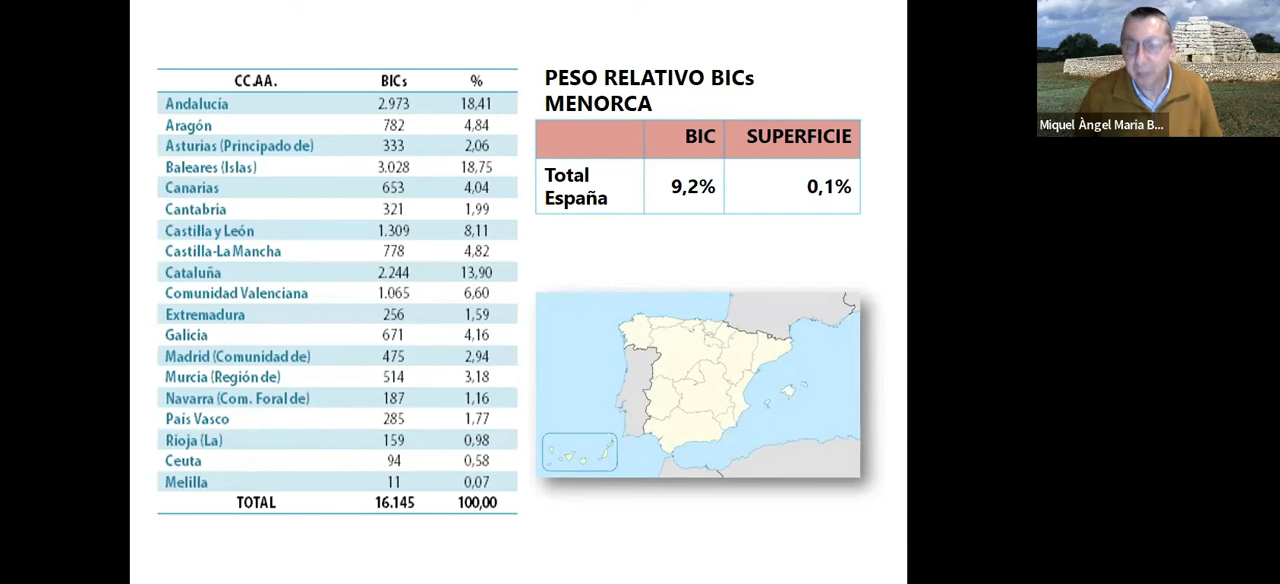 CC.AA. BICs %
Andalucía 2.973 18,41
Aragón 782 4,84
Asturias (Principado de) 333 2,06
Baleares (Islas) 3.028 18,75
Canarias 653 4,04
Cantabria 321 1,99
Castilla y León 1.309 8,11
Castilla-La Mancha 778 4,82
Cataluña 2.244 13,90
Comunidad Valenciana 1.065 6,60
Extremadura 256 1,59
Galicia 671 4,16
Madrid (Comunidad de) 475 2,94
Murcia (Región de) 514 3,18
Navarra (Com. Foral de) 187 1,16
País Vasco 285 1,77
Rioja (La) 159 0,98
Ceuta 94 0,58
Melilla 11 0,07
TOTAL 16.145 100,00
PESO RELATIVO BICs
MENORCA
BIC SUPERFICIE
Total
España 9,2% 0,1%
Miquel Àngel Maria B...